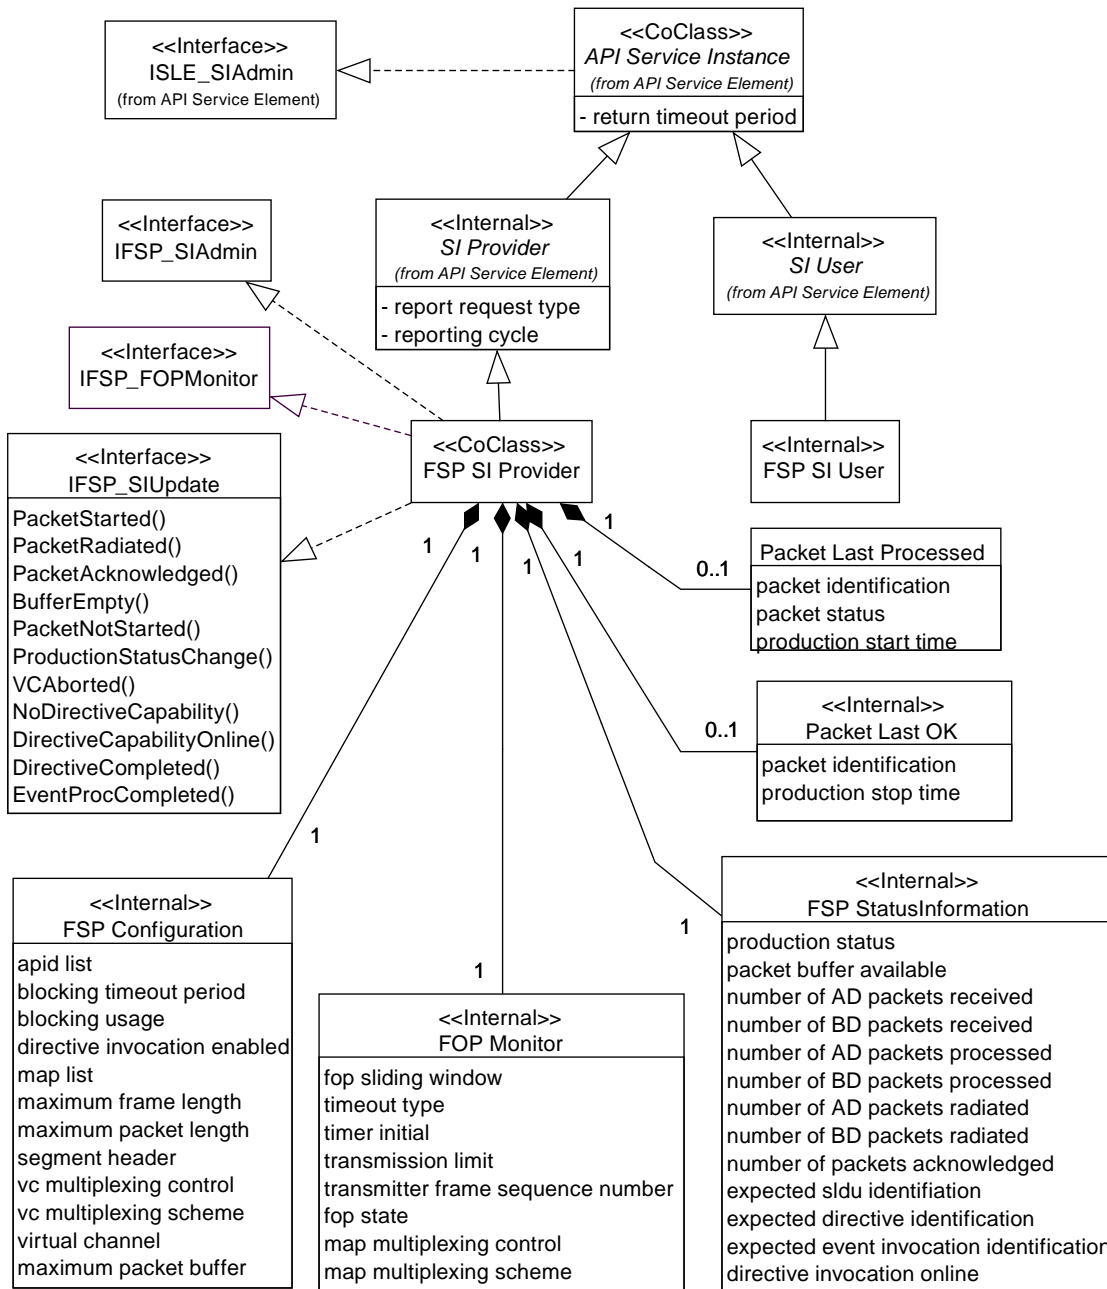 <<Interface>>
ISLE_SIAdmin
(from API Service Element)
<<CoClass>>
API Service Instance
(from API Service Element)
- return timeout period
<<Interface>>
IFSP_SIAdmin
<<Internal>>
SI Provider
(from API Service Element)
- report request type
- reporting cycle
<<Internal>>
SI User
(from API Service Element)
<<Interface>>
IFSP_FOPMonitor
<<CoClass>>
FSP SI Provider
<<Internal>>
FSP SI User
<<Interface>>
IFSP_SIUpdate
PacketStarted()
PacketRadiated()
PacketAcknowledged()
BufferEmpty()
PacketNotStarted()
ProductionStatusChange()
VCAborted()
NoDirectiveCapability()
DirectiveCapabilityOnline()
DirectiveCompleted()
EventProcCompleted()
1
1
1
1
1
0..1
Packet Last Processed
packet identification
packet status
production start time
0..1
<<Internal>>
Packet Last OK
packet identification
production stop time
1
1
1
<<Internal>>
FSP Configuration
apid list
blocking timeout period
blocking usage
directive invocation enabled
map list
maximum frame length
maximum packet length
segment header
vc multiplexing control
vc multiplexing scheme
virtual channel
maximum packet buffer
<<Internal>>
FOP Monitor
fop sliding window
timeout type
timer initial
transmission limit
transmitter frame sequence number
fop state
map multiplexing control
map multiplexing scheme
<<Internal>>
FSP StatusInformation
production status
packet buffer available
number of AD packets received
number of BD packets received
number of AD packets processed
number of BD packets processed
number of AD packets radiated
number of BD packets radiated
number of packets acknowledged
expected sldu identifiation
expected directive identification
expected event invocation identification
directive invocation online